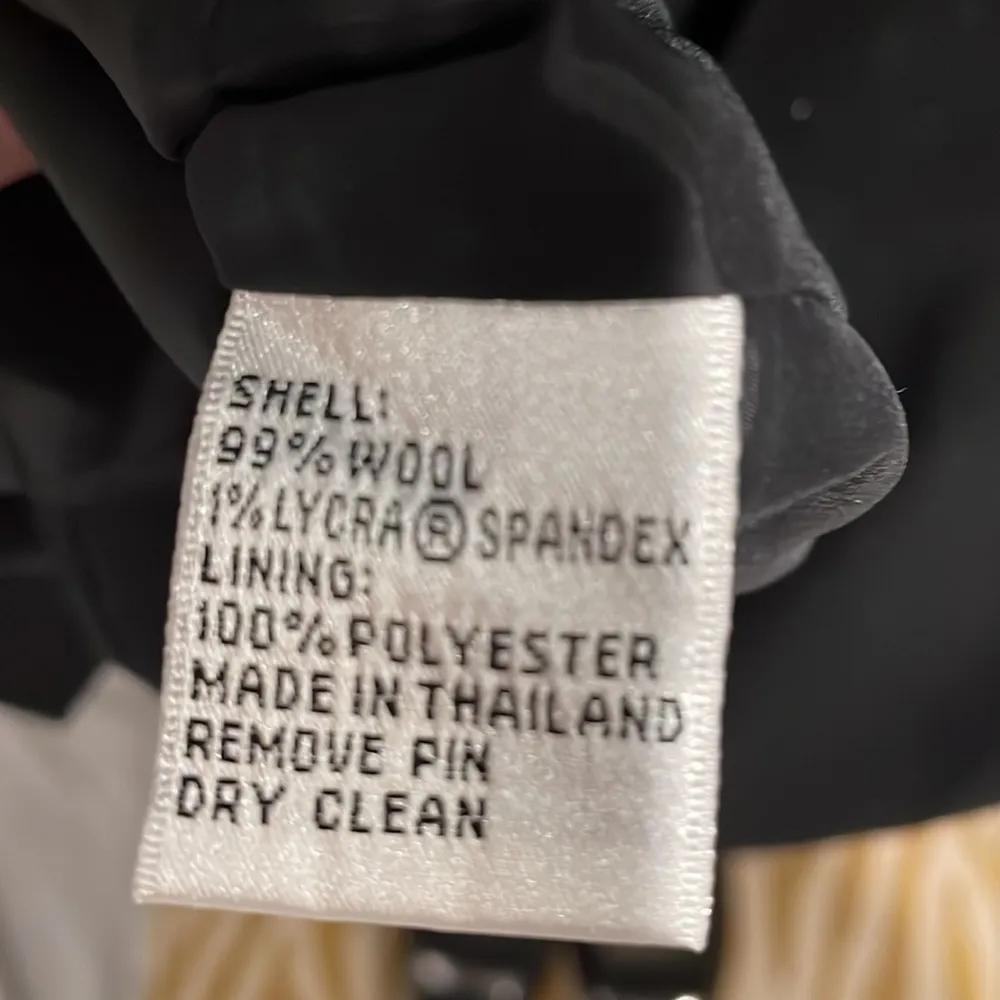 SHELL:
99% WOOL
1% LYCRA ® SPANDEX
LINING:
100% POLYESTER
MADE IN THAILAND
REMOVE PIN
DRY CLEAN